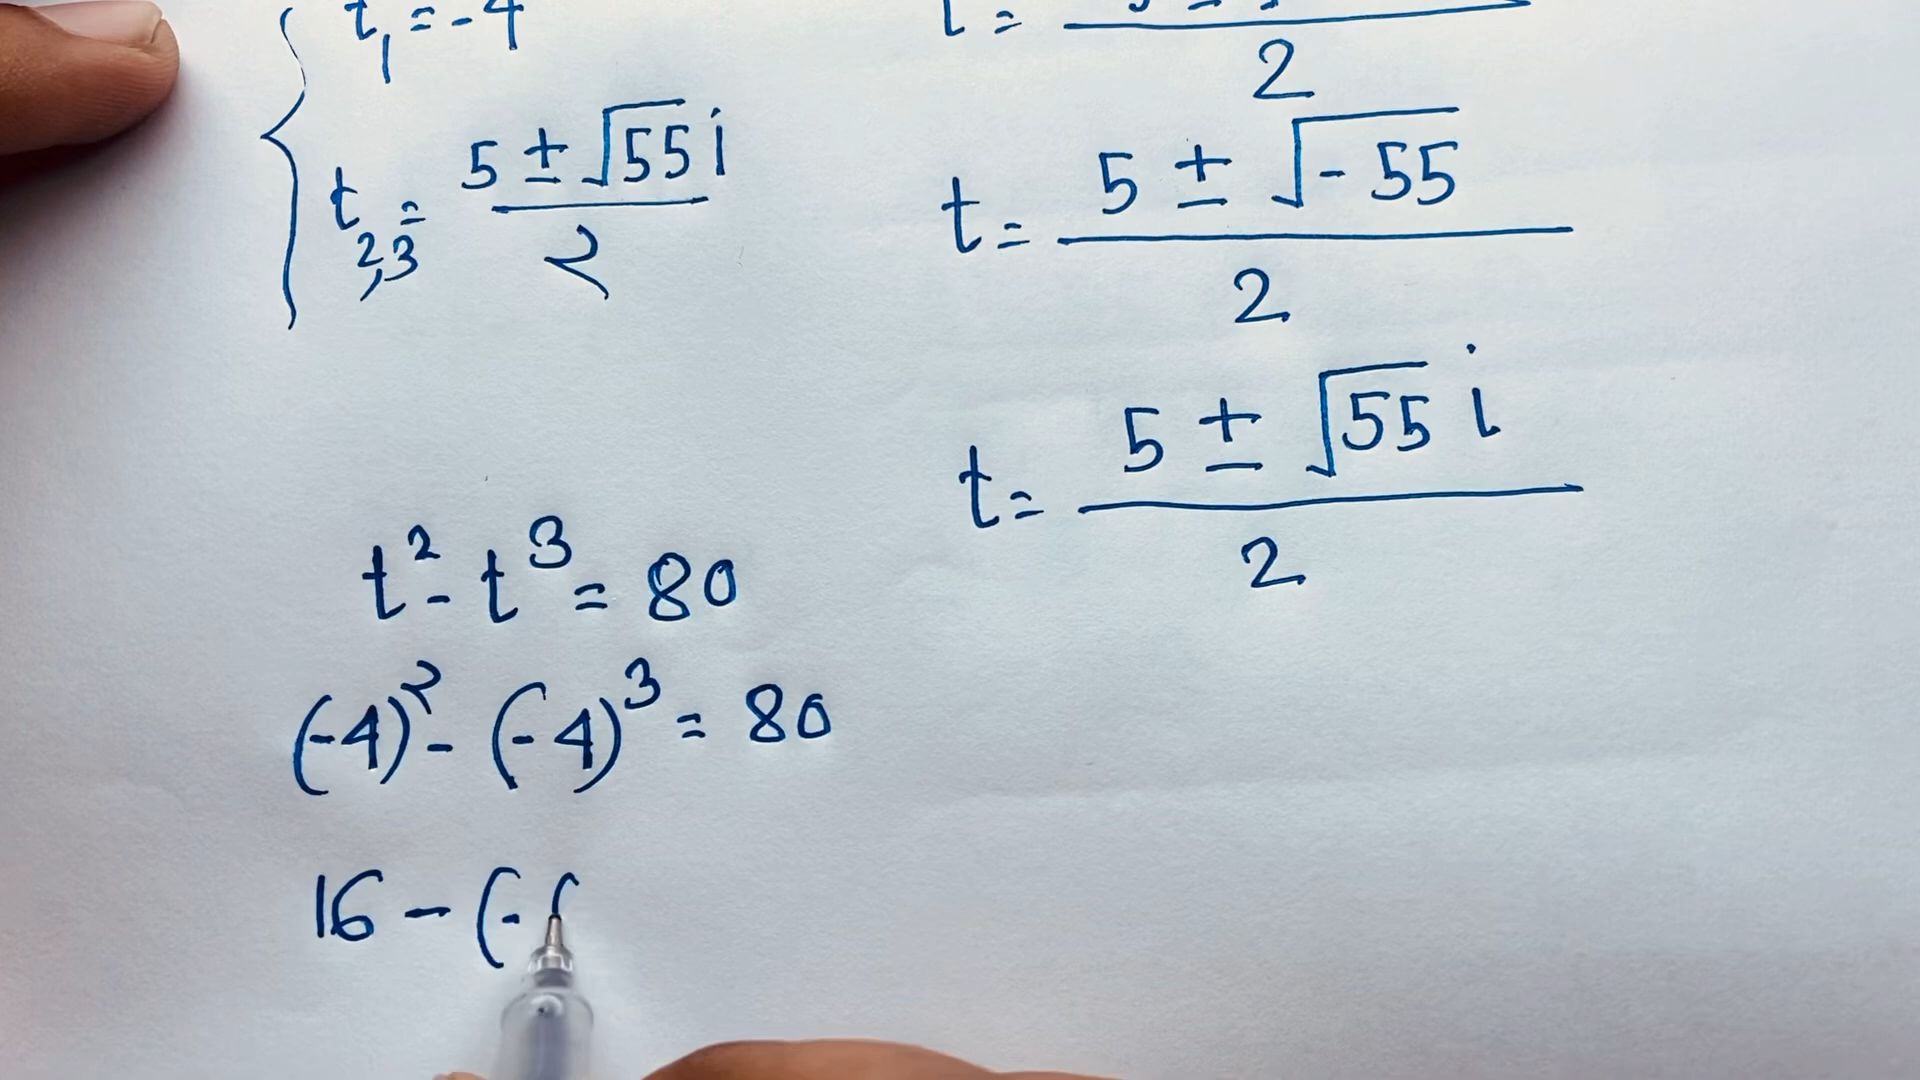 t₁ = -4
t₂,₃ = (5 ± √55 i)/2
t² - t³ = 80
(-4)² - (-4)³ = 80
16 - (-
t = 
2
t = (5 ± √-55)/2
t = (5 ± √55 i)/2